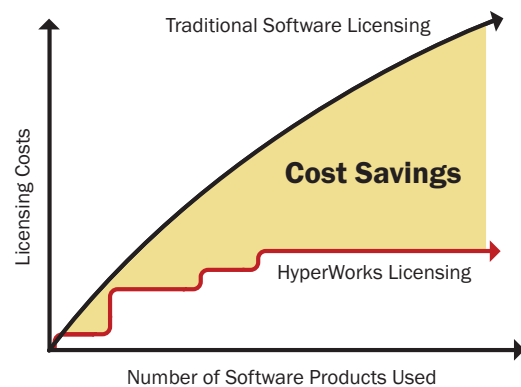 Traditional Software Licensing
Licensing Costs
Cost Savings
HyperWorks Licensing
Number of Software Products Used